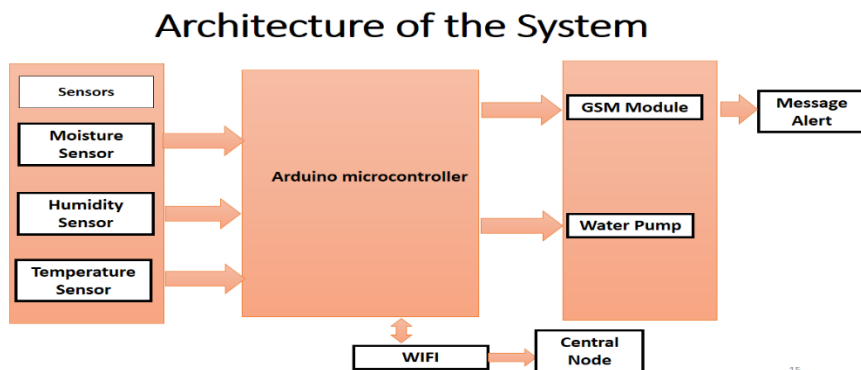 Architecture of the System
Sensors
Moisture
Sensor
Humidity
Sensor
Temperature
Sensor
Arduino microcontroller
GSM Module
Water Pump
Message
Alert
WIFI
Central
Node